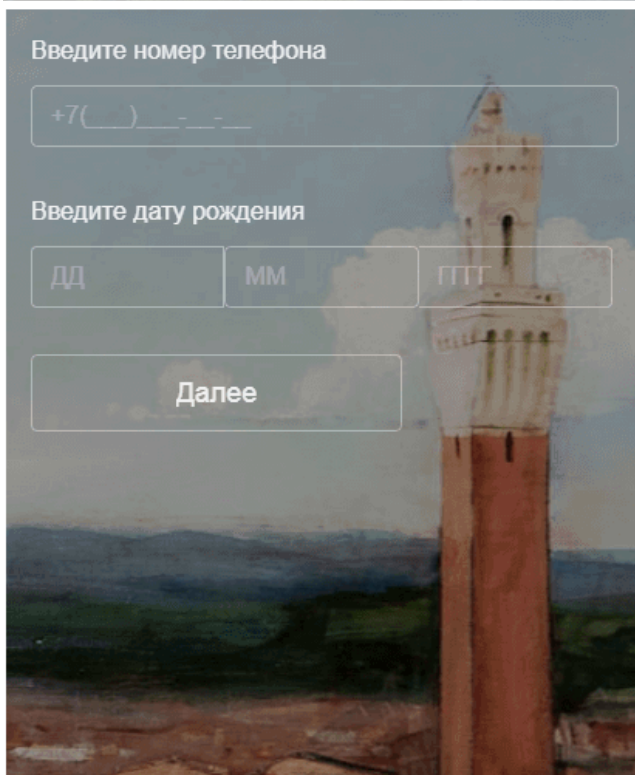 Введите номер телефона
+7(___)___-__-__
Введите дату рождения
ДД ММ ГГГГ
Далее